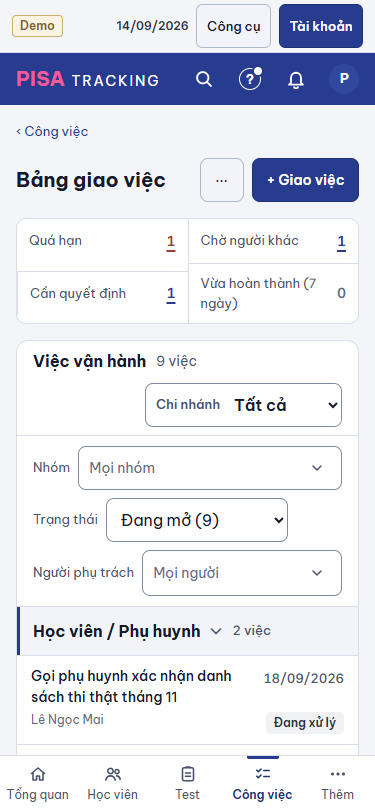 Demo
14/09/2026
Công cụ
Tài khoản
PISA TRACKING
?
P
‹ Công việc
Bảng giao việc
...
+ Giao việc
Quá hạn
1
Chờ người khác
1
Cần quyết định
1
Vừa hoàn thành (7
ngày)
0
Việc vận hành 9 việc
Chi nhánh Tất cả
Nhóm Mọi nhóm
Trạng thái Đang mở (9)
Người phụ trách Mọi người
Học viên / Phụ huynh 2 việc
Gọi phụ huynh xác nhận danh
sách thi thật tháng 11
18/09/2026
Lê Ngọc Mai
Đang xử lý
Tổng quan
Học viên
Test
Công việc
Thêm